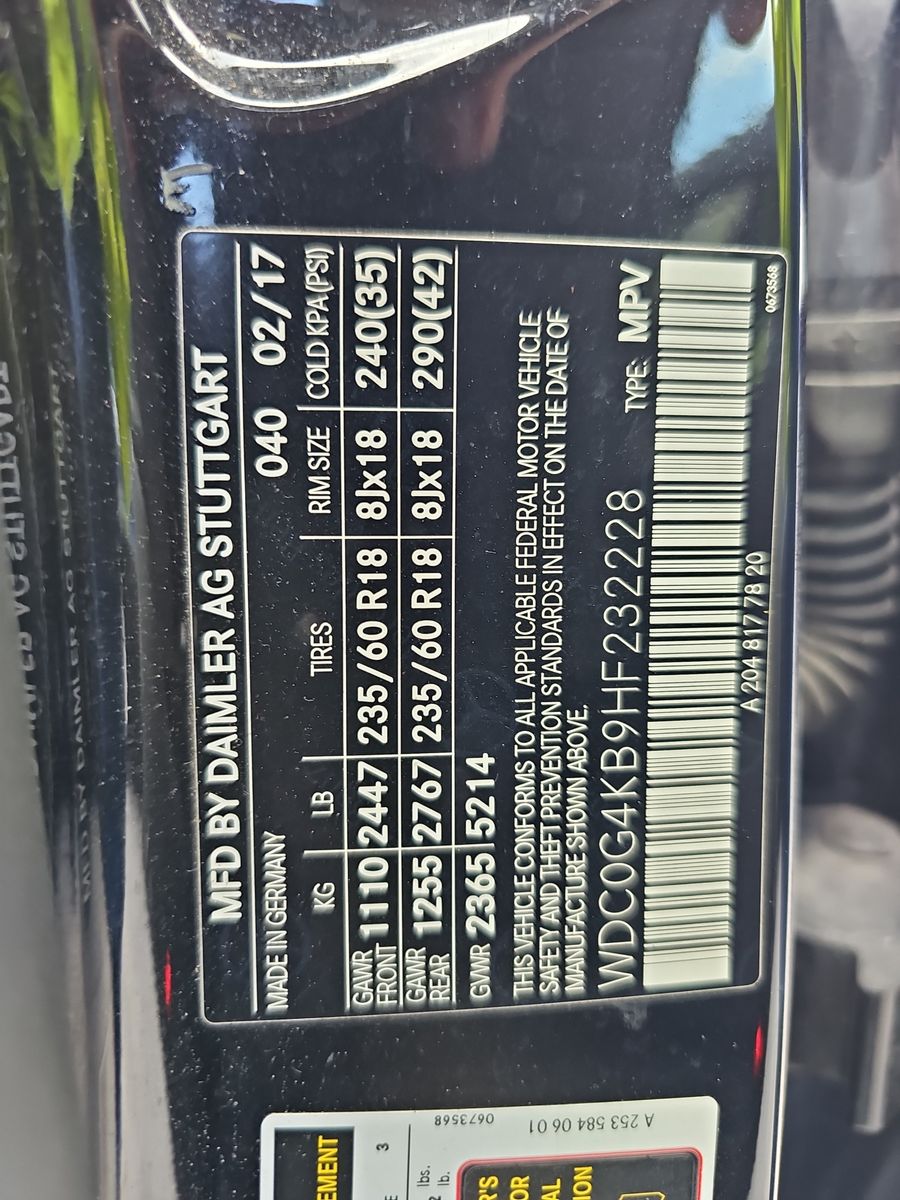 MFD BY DAIMLER AG STUTTGART
MADE IN GERMANY 040 02/17
KG LB TIRES RIM SIZE COLD KPA(PSI)
GAWR FRONT 1110 2447 235/60 R18 8Jx18 240(35)
GAWR REAR 1255 2767 235/60 R18 8Jx18 290(42)
GVWR 2365 5214
THIS VEHICLE CONFORMS TO ALL APPLICABLE FEDERAL MOTOR VEHICLE
SAFETY AND THEFT PREVENTION STANDARDS IN EFFECT ON THE DATE OF
MANUFACTURE SHOWN ABOVE.
WDC0G4KB9HF232228 TYPE: MPV
A 204 817 78 20
0673568
0673568
A 253 584 06 01
3
lbs.
lb.